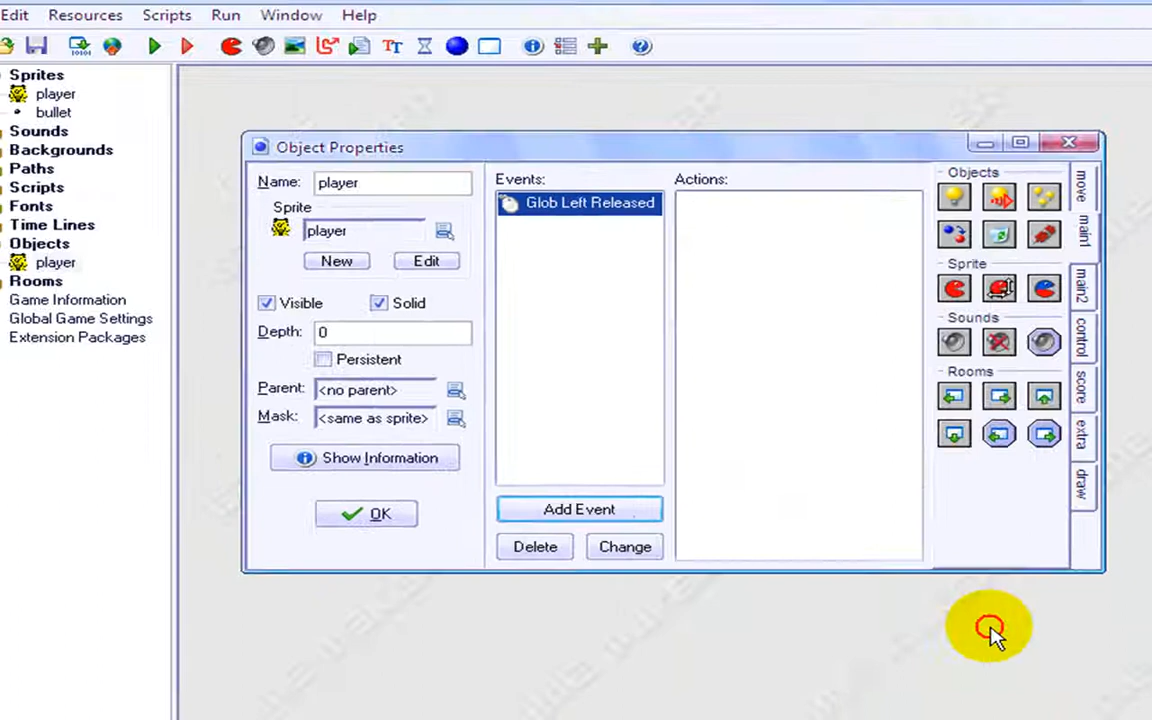 Edit Resources Scripts Run Window Help
TT
Sprites
player
bullet
Sounds
Backgrounds
Paths
Scripts
Fonts
Time Lines
Objects
player
Rooms
Game Information
Global Game Settings
Extension Packages
Object Properties
Name: player
Sprite
player
New Edit
Visible Solid
Depth: 0
Persistent
Parent: <no parent>
Mask: <same as sprite>
Show Information
OK
Events:
Glob Left Released
Add Event
Delete Change
Actions:
Objects
Sprite
Sounds
Rooms
move
main1
main2
control
score
extra
draw